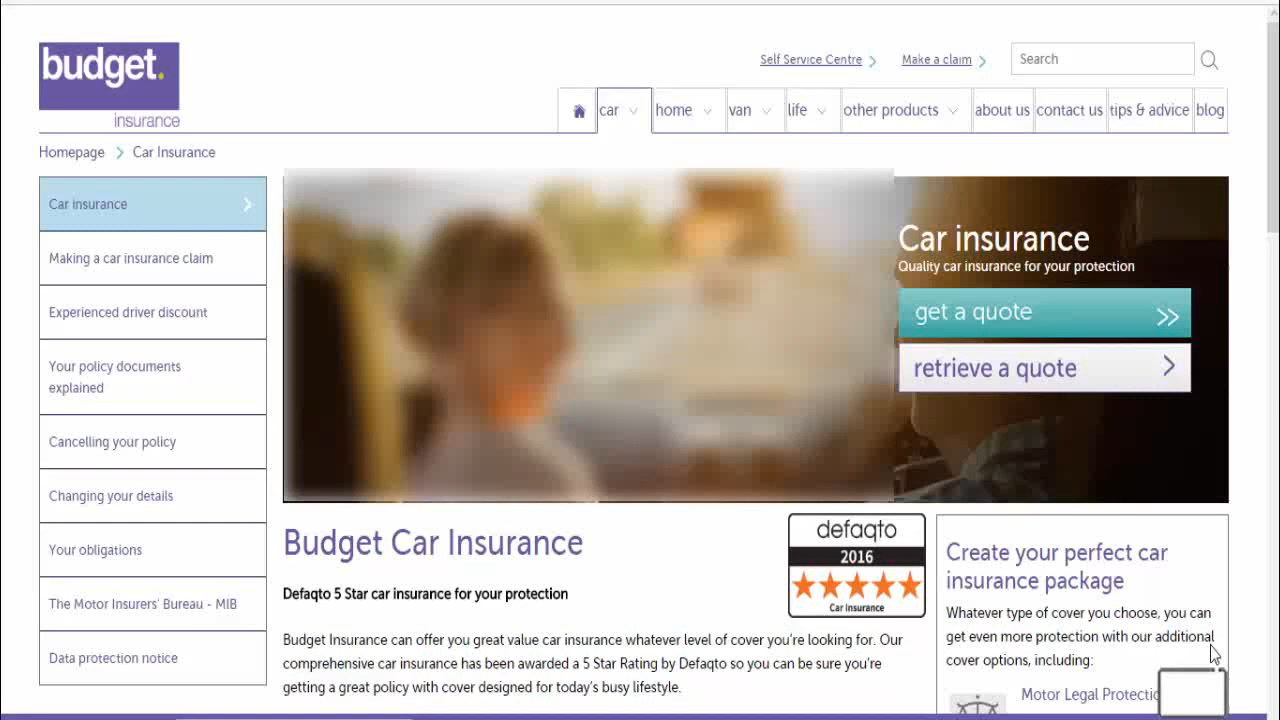 budget.
insurance
Self Service Centre
Make a claim
Search
car
home
van
life
other products
about us
contact us
tips & advice
blog
Homepage
Car Insurance
Car insurance
Making a car insurance claim
Experienced driver discount
Your policy documents
explained
Cancelling your policy
Changing your details
Your obligations
The Motor Insurers' Bureau - MIB
Data protection notice
Car insurance
Quality car insurance for your protection
get a quote
retrieve a quote
Budget Car Insurance
Defaqto 5 Star car insurance for your protection
Budget Insurance can offer you great value car insurance whatever level of cover you're looking for. Our
comprehensive car insurance has been awarded a 5 Star Rating by Defaqto so you can be sure you're
getting a great policy with cover designed for today's busy lifestyle.
defaqto
2016
Car Insurance
Create your perfect car
insurance package
Whatever type of cover you choose, you can
get even more protection with our additional
cover options, including:
Motor Legal Protectio